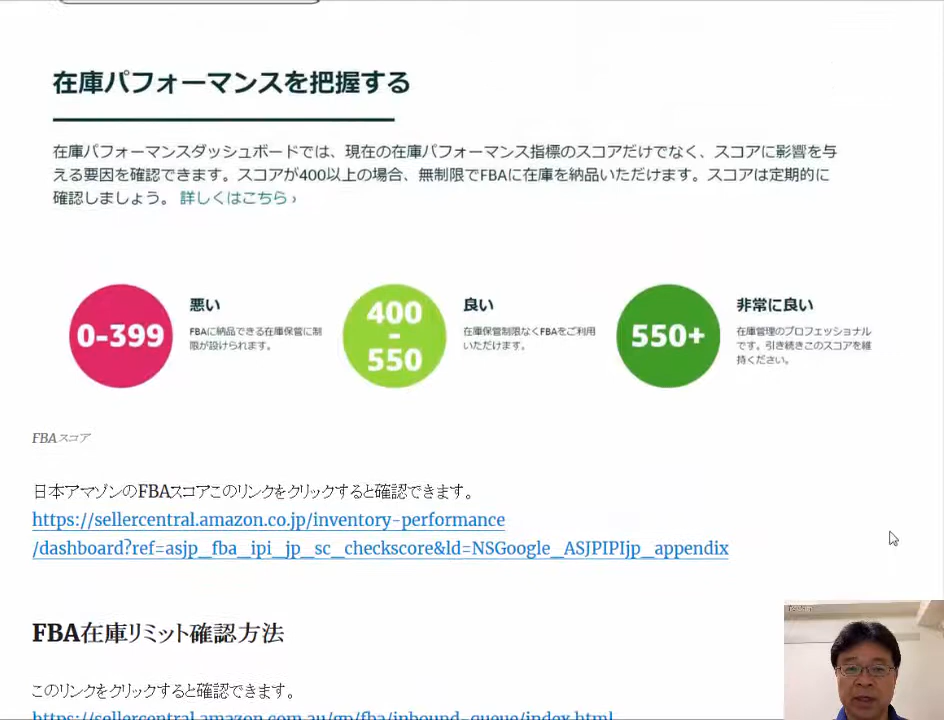 在庫パフォーマンスを把握する
在庫パフォーマンスダッシュボードでは、現在の在庫パフォーマンス指標のスコアだけでなく、スコアに影響を与
える要因を確認できます。スコアが400以上の場合、無制限でFBAに在庫を納品いただけます。スコアは定期的に
確認しましょう。 詳しくはこちら ›
0-399
悪い
FBAに納品できる在庫保管に制
限が設けられます。
400
-
550
良い
在庫保管制限なくFBAをご利用
いただけます。
550+
非常に良い
在庫管理のプロフェッショナル
です。引き続きこのスコアを維
持ください。
FBAスコア
日本アマゾンのFBAスコアこのリンクをクリックすると確認できます。
https://sellercentral.amazon.co.jp/inventory-performance
/dashboard?ref=asjp_fba_ipi_jp_sc_checkscore&ld=NSGoogle_ASJPIPIjp_appendix
FBA在庫リミット確認方法
このリンクをクリックすると確認できます。
https://sellercentral.amazon.com.au/gp/fba/inbound-queue/index.html